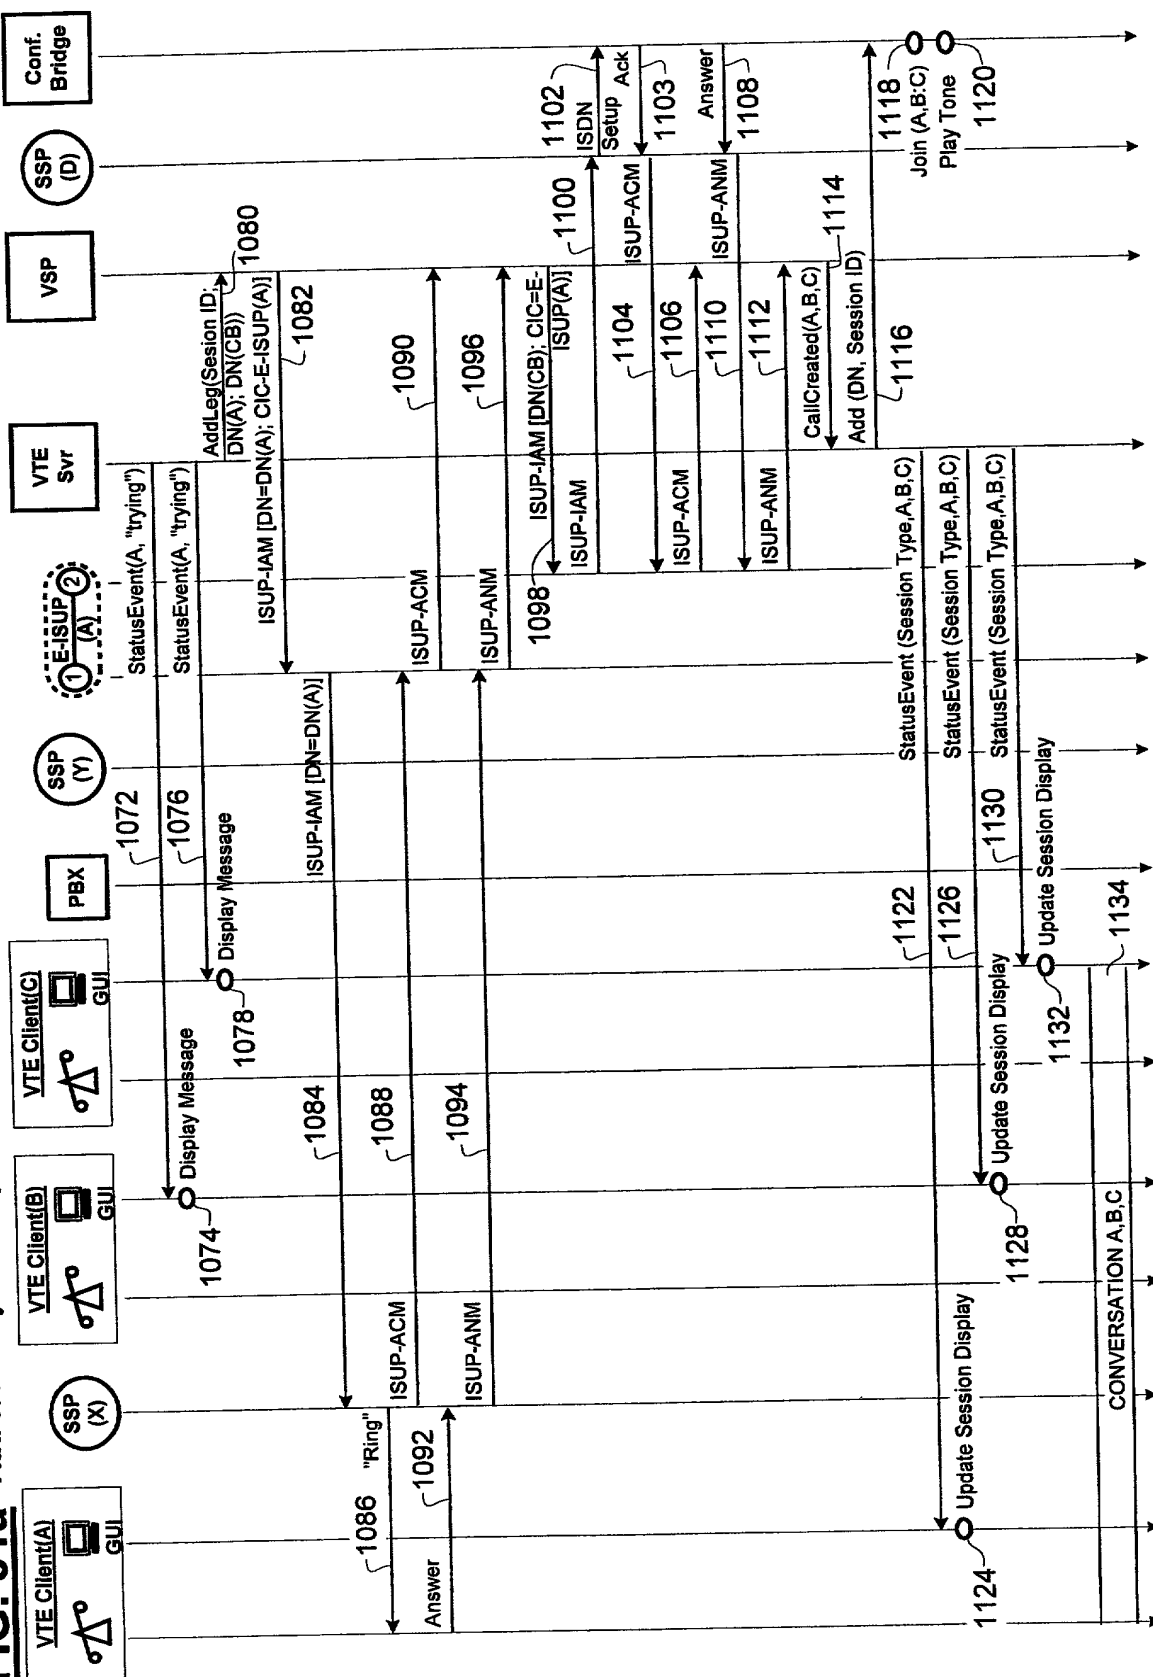 VTE Client(A)
GUI
SSP
(X)
VTE Client(B)
GUI
VTE Client(C)
GUI
PBX
SSP
(Y)
E-ISUP
1
2
(A)
VTE
Svr
VSP
SSP
(D)
Conf.
Bridge
StatusEvent(A, "trying")
1072
StatusEvent(A, "trying")
1076
Display Message
1074
Display Message
1078
AddLeg(Sesion ID;
DN(A); DN(CB))
1080
ISUP-IAM [DN=DN(A); CIC-E-ISUP(A)]
1082
ISUP-IAM [DN=DN(A)]
1084
"Ring"
1086
ISUP-ACM
1088
ISUP-ACM
1090
Answer
1092
ISUP-ANM
1094
ISUP-ANM
1096
ISUP-IAM [DN(CB); CIC=E-
ISUP(A)]
1098
ISUP-IAM
1100
1102
ISDN
Setup
Ack
1103
ISUP-ACM
1104
ISUP-ACM
1106
Answer
1108
ISUP-ANM
1110
ISUP-ANM
1112
CallCreated(A,B,C)
1114
Add (DN, Session ID)
1116
1118
Join (A,B:C)
Play Tone
1120
StatusEvent (Session Type,A,B,C)
1122
Update Session Display
1124
StatusEvent (Session Type,A,B,C)
1126
Update Session Display
1128
StatusEvent (Session Type,A,B,C)
1130
Update Session Display
1132
CONVERSATION A,B,C
1134